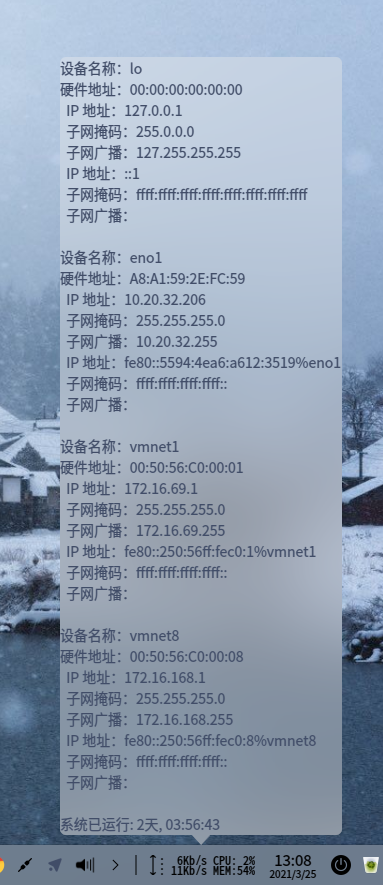 设备名称：lo
硬件地址：00:00:00:00:00:00
IP 地址：127.0.0.1
子网掩码：255.0.0.0
子网广播：127.255.255.255
IP 地址：::1
子网掩码：ffff:ffff:ffff:ffff:ffff:ffff:ffff:ffff
子网广播：
设备名称：eno1
硬件地址：A8:A1:59:2E:FC:59
IP 地址：10.20.32.206
子网掩码：255.255.255.0
子网广播：10.20.32.255
IP 地址：fe80::5594:4ea6:a612:3519%eno1
子网掩码：ffff:ffff:ffff:ffff::
子网广播：
设备名称：vmnet1
硬件地址：00:50:56:C0:00:01
IP 地址：172.16.69.1
子网掩码：255.255.255.0
子网广播：172.16.69.255
IP 地址：fe80::250:56ff:fec0:1%vmnet1
子网掩码：ffff:ffff:ffff:ffff::
子网广播：
设备名称：vmnet8
硬件地址：00:50:56:C0:00:08
IP 地址：172.16.168.1
子网掩码：255.255.255.0
子网广播：172.16.168.255
IP 地址：fe80::250:56ff:fec0:8%vmnet8
子网掩码：ffff:ffff:ffff:ffff::
子网广播：
系统已运行: 2天, 03:56:43
6Kb/s CPU: 2%
11Kb/s MEM:54%
13:08
2021/3/25